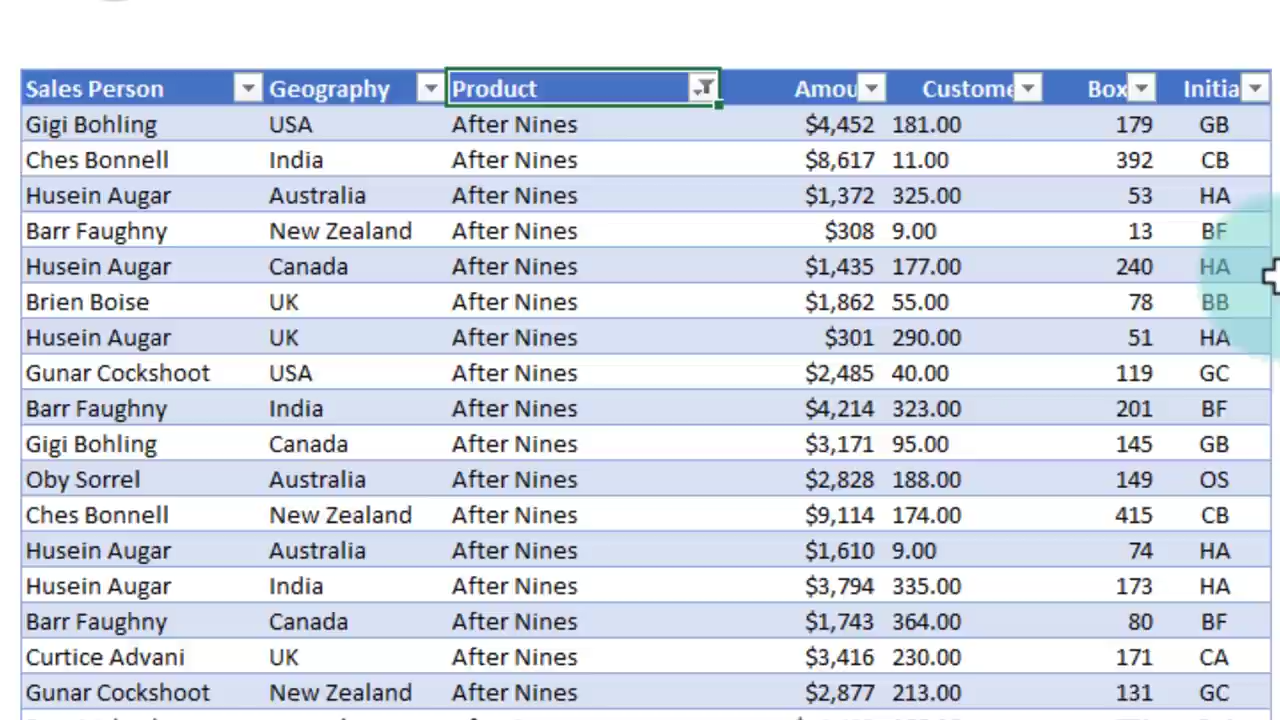 Sales Person Geography Product Amou Custome Box Initia
Gigi Bohling USA After Nines $4,452 181.00 179 GB
Ches Bonnell India After Nines $8,617 11.00 392 CB
Husein Augar Australia After Nines $1,372 325.00 53 HA
Barr Faughny New Zealand After Nines $308 9.00 13 BF
Husein Augar Canada After Nines $1,435 177.00 240 HA
Brien Boise UK After Nines $1,862 55.00 78 BB
Husein Augar UK After Nines $301 290.00 51 HA
Gunar Cockshoot USA After Nines $2,485 40.00 119 GC
Barr Faughny India After Nines $4,214 323.00 201 BF
Gigi Bohling Canada After Nines $3,171 95.00 145 GB
Oby Sorrel Australia After Nines $2,828 188.00 149 OS
Ches Bonnell New Zealand After Nines $9,114 174.00 415 CB
Husein Augar Australia After Nines $1,610 9.00 74 HA
Husein Augar India After Nines $3,794 335.00 173 HA
Barr Faughny Canada After Nines $1,743 364.00 80 BF
Curtice Advani UK After Nines $3,416 230.00 171 CA
Gunar Cockshoot New Zealand After Nines $2,877 213.00 131 GC